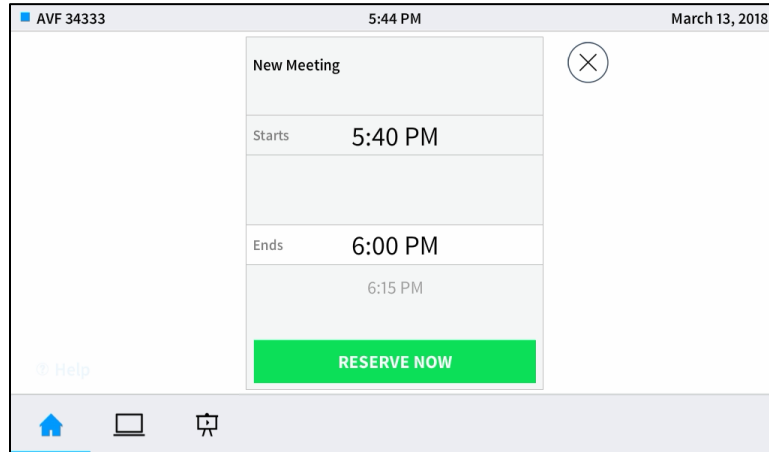 AVF 34333 5:44 PM March 13, 2018
New Meeting
Starts 5:40 PM
Ends 6:00 PM
6:15 PM
RESERVE NOW
Help